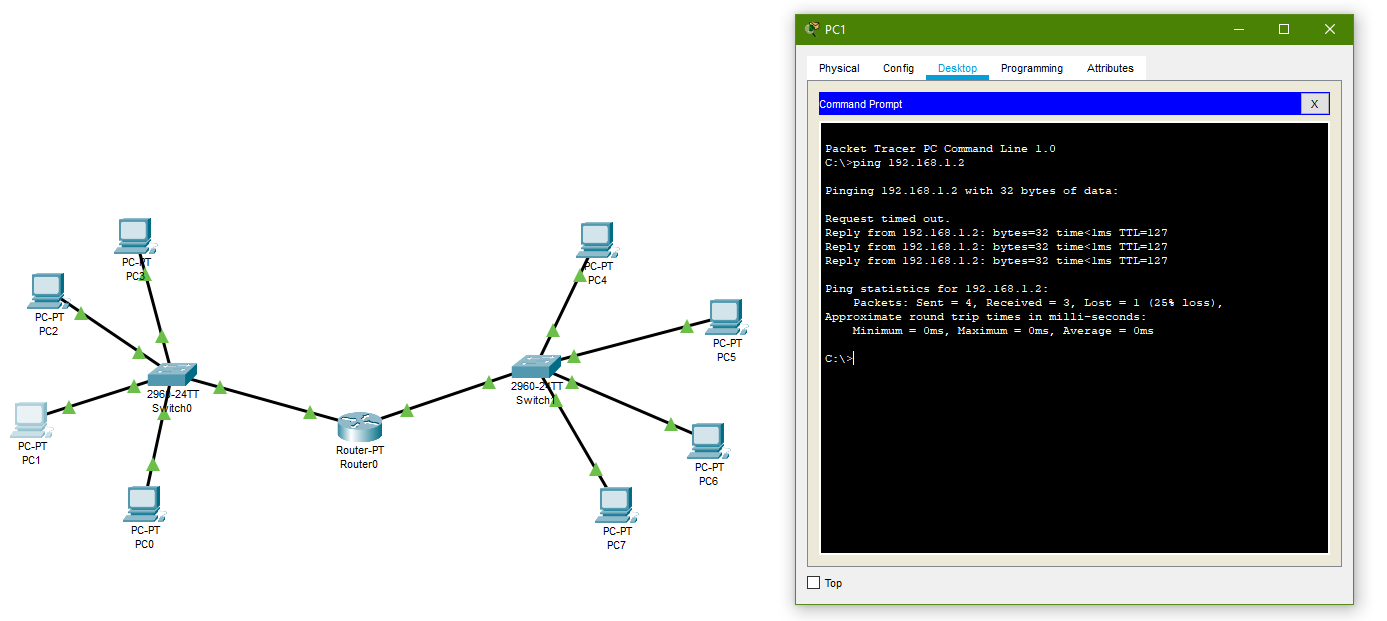 PC-PT
PC3
PC-PT
PC2
2960-24TT
Switch0
PC-PT
PC1
PC-PT
PC0
Router-PT
Router0
PC-PT
PC4
PC-PT
PC5
2960-24TT
Switch1
PC-PT
PC6
PC-PT
PC7
PC1
Physical Config Desktop Programming Attributes
Command Prompt X
Packet Tracer PC Command Line 1.0
C:\>ping 192.168.1.2
Pinging 192.168.1.2 with 32 bytes of data:
Request timed out.
Reply from 192.168.1.2: bytes=32 time<1ms TTL=127
Reply from 192.168.1.2: bytes=32 time<1ms TTL=127
Reply from 192.168.1.2: bytes=32 time<1ms TTL=127
Ping statistics for 192.168.1.2:
Packets: Sent = 4, Received = 3, Lost = 1 (25% loss),
Approximate round trip times in milli-seconds:
Minimum = 0ms, Maximum = 0ms, Average = 0ms
C:\>
Top